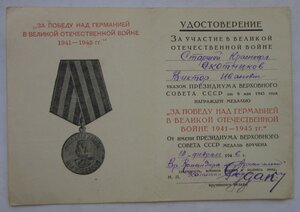 „ЗА ПОБЕДУ НАД ГЕРМАНИЕЙ
В ВЕЛИКОЙ ОТЕЧЕСТВЕННОЙ ВОЙНЕ
1941—1945 гг."
УДОСТОВЕРЕНИЕ
ЗА УЧАСТИЕ В ВЕЛИКОЙ
ОТЕЧЕСТВЕННОЙ ВОЙНЕ
Виктор Иванович
УКАЗОМ ПРЕЗИДИУМА ВЕРХОВНОГО
СОВЕТА СССР от 9 мая 1945 года
НАГРАЖДЕН МЕДАЛЬЮ
„ЗА ПОБЕДУ НАД ГЕРМАНИЕЙ
В ВЕЛИКОЙ ОТЕЧЕСТВЕННОЙ
ВОЙНЕ 1941—1945 гг."
От имени ПРЕЗИДИУМА ВЕРХОВНОГО
СОВЕТА СССР МЕДАЛЬ ВРУЧЕНА
февраля 1946 г.
М. П.